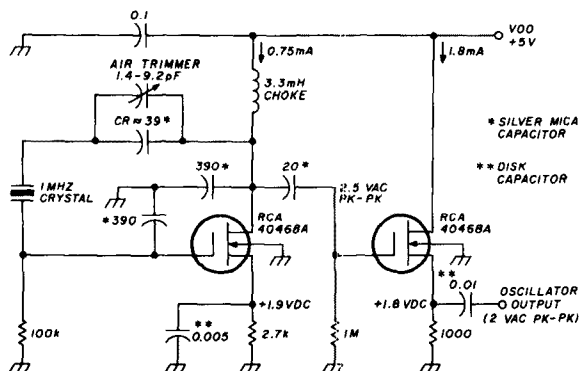 0.1
VDD
+5V
0.75mA
1.8mA
AIR TRIMMER
1.4-9.2pF
3.3mH
CHOKE
CR≈39*
* SILVER MICA
CAPACITOR
** DISK
CAPACITOR
390*
20*
2.5 VAC
PK-PK
1MHZ
CRYSTAL
*390
RCA
40468A
RCA
40468A
**
0.01
OSCILLATOR
OUTPUT
(2 VAC PK-PK)
+1.9VDC
+1.8VDC
100k
**
0.005
2.7k
1M
1000